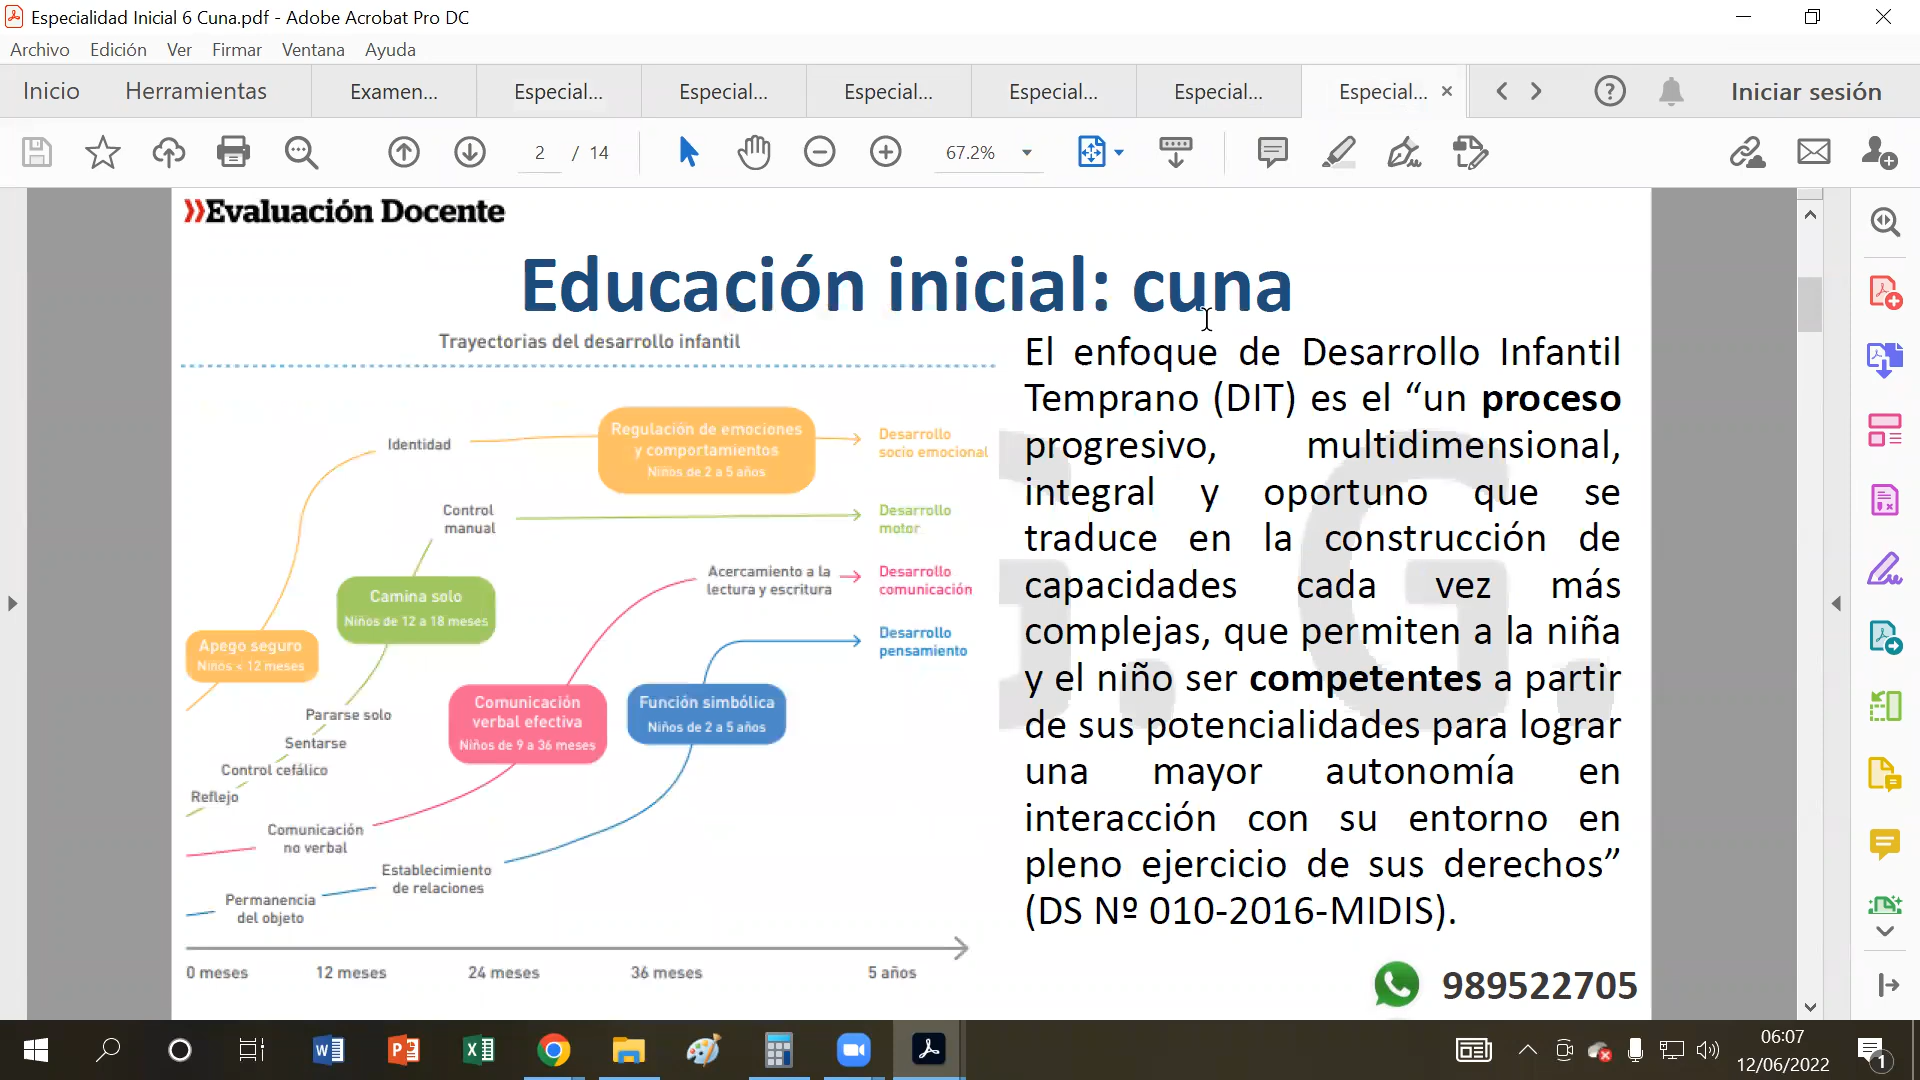 Especialidad Inicial 6 Cuna.pdf - Adobe Acrobat Pro DC
Archivo Edición Ver Firmar Ventana Ayuda
Inicio Herramientas Examen... Especial... Especial... Especial... Especial... Especial... Especial... × Iniciar sesión
2 / 14 67.2%
Evaluación Docente
Educación inicial: cuna
Trayectorias del desarrollo infantil
Identidad
Regulación de emociones
y comportamientos
Niños de 2 a 5 años
Desarrollo
socio emocional
Control
manual
Desarrollo
motor
Camina solo
Niños de 12 a 18 meses
Acercamiento a la
lectura y escritura
Desarrollo
comunicación
Apego seguro
Niños < 12 meses
Desarrollo
pensamiento
Comunicación
verbal efectiva
Niños de 9 a 36 meses
Función simbólica
Niños de 2 a 5 años
Pararse solo
Sentarse
Control cefálico
Reflejo
Comunicación
no verbal
Establecimiento
de relaciones
Permanencia
del objeto
0 meses 12 meses 24 meses 36 meses 5 años
El enfoque de Desarrollo Infantil
Temprano (DIT) es el “un proceso
progresivo, multidimensional,
integral y oportuno que se
traduce en la construcción de
capacidades cada vez más
complejas, que permiten a la niña
y el niño ser competentes a partir
de sus potencialidades para lograr
una mayor autonomía en
interacción con su entorno en
pleno ejercicio de sus derechos”
(DS Nº 010-2016-MIDIS).
989522705
G. G.
06:07
12/06/2022
1